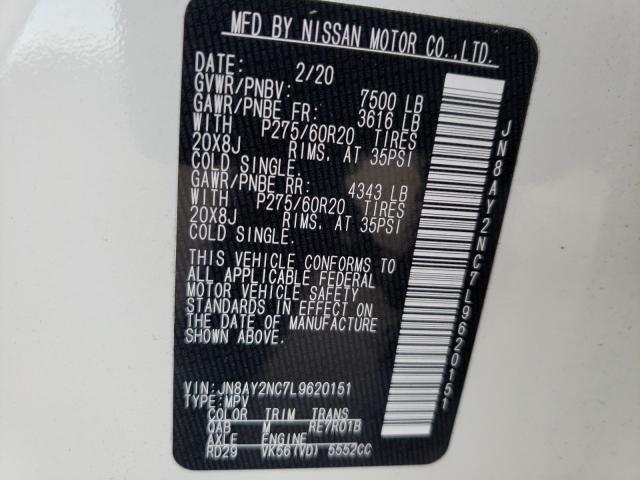 MFD BY NISSAN MOTOR CO.,LTD.
DATE: 2/20
GVWR/PNBV: 7500 LB
GAWR/PNBE FR: 3616 LB
WITH P275/60R20 TIRES
20X8J RIMS. AT 35PSI
COLD SINGLE.
GAWR/PNBE RR: 4343 LB
WITH P275/60R20 TIRES
20X8J RIMS. AT 35PSI
COLD SINGLE.
THIS VEHICLE CONFORMS TO
ALL APPLICABLE FEDERAL
MOTOR VEHICLE SAFETY
STANDARDS IN EFFECT ON
THE DATE OF MANUFACTURE
SHOWN ABOVE.
VIN:JN8AY2NC7L9620151
TYPE:MPV
COLOR TRIM TRANS
QAB M RE7R01B
AXLE ENGINE
RD29 VK56(VD) 5552CC
JN8AY2NC7L9620151